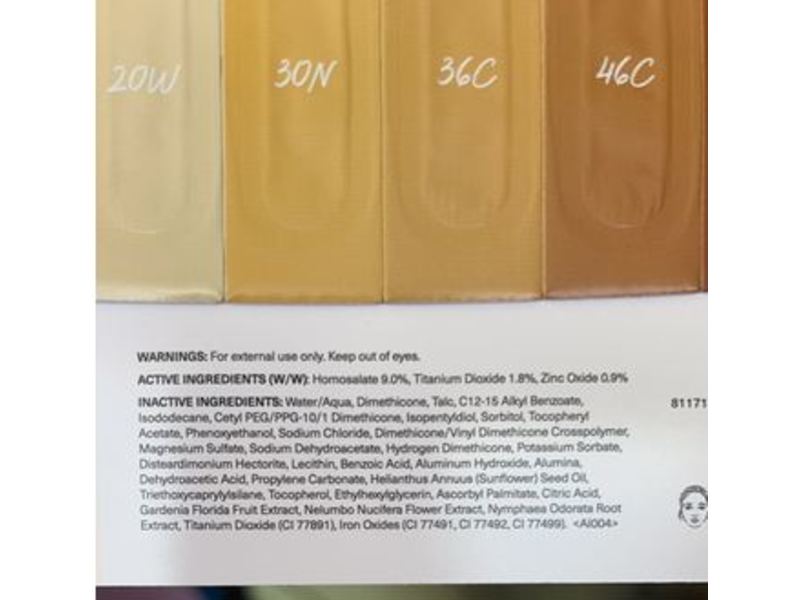 20W 30N 36C 46C
WARNINGS: For external use only. Keep out of eyes.
ACTIVE INGREDIENTS (W/W): Homosalate 9.0%, Titanium Dioxide 1.8%, Zinc Oxide 0.9%
INACTIVE INGREDIENTS: Water/Aqua, Dimethicone, Talc, C12-15 Alkyl Benzoate,
Isododecane, Cetyl PEG/PPG-10/1 Dimethicone, Isopentyldiol, Sorbitol, Tocopheryl
Acetate, Phenoxyethanol, Sodium Chloride, Dimethicone/Vinyl Dimethicone Crosspolymer,
Magnesium Sulfate, Sodium Dehydroacetate, Hydrogen Dimethicone, Potassium Sorbate,
Disteardimonium Hectorite, Lecithin, Benzoic Acid, Aluminum Hydroxide, Alumina,
Dehydroacetic Acid, Propylene Carbonate, Helianthus Annuus (Sunflower) Seed Oil,
Triethoxycaprylylsilane, Tocopherol, Ethylhexylglycerin, Ascorbyl Palmitate, Citric Acid,
Gardenia Florida Fruit Extract, Nelumbo Nucifera Flower Extract, Nymphaea Odorata Root
Extract, Titanium Dioxide (CI 77891), Iron Oxides (CI 77491, CI 77492, CI 77499). <AI004>
81171